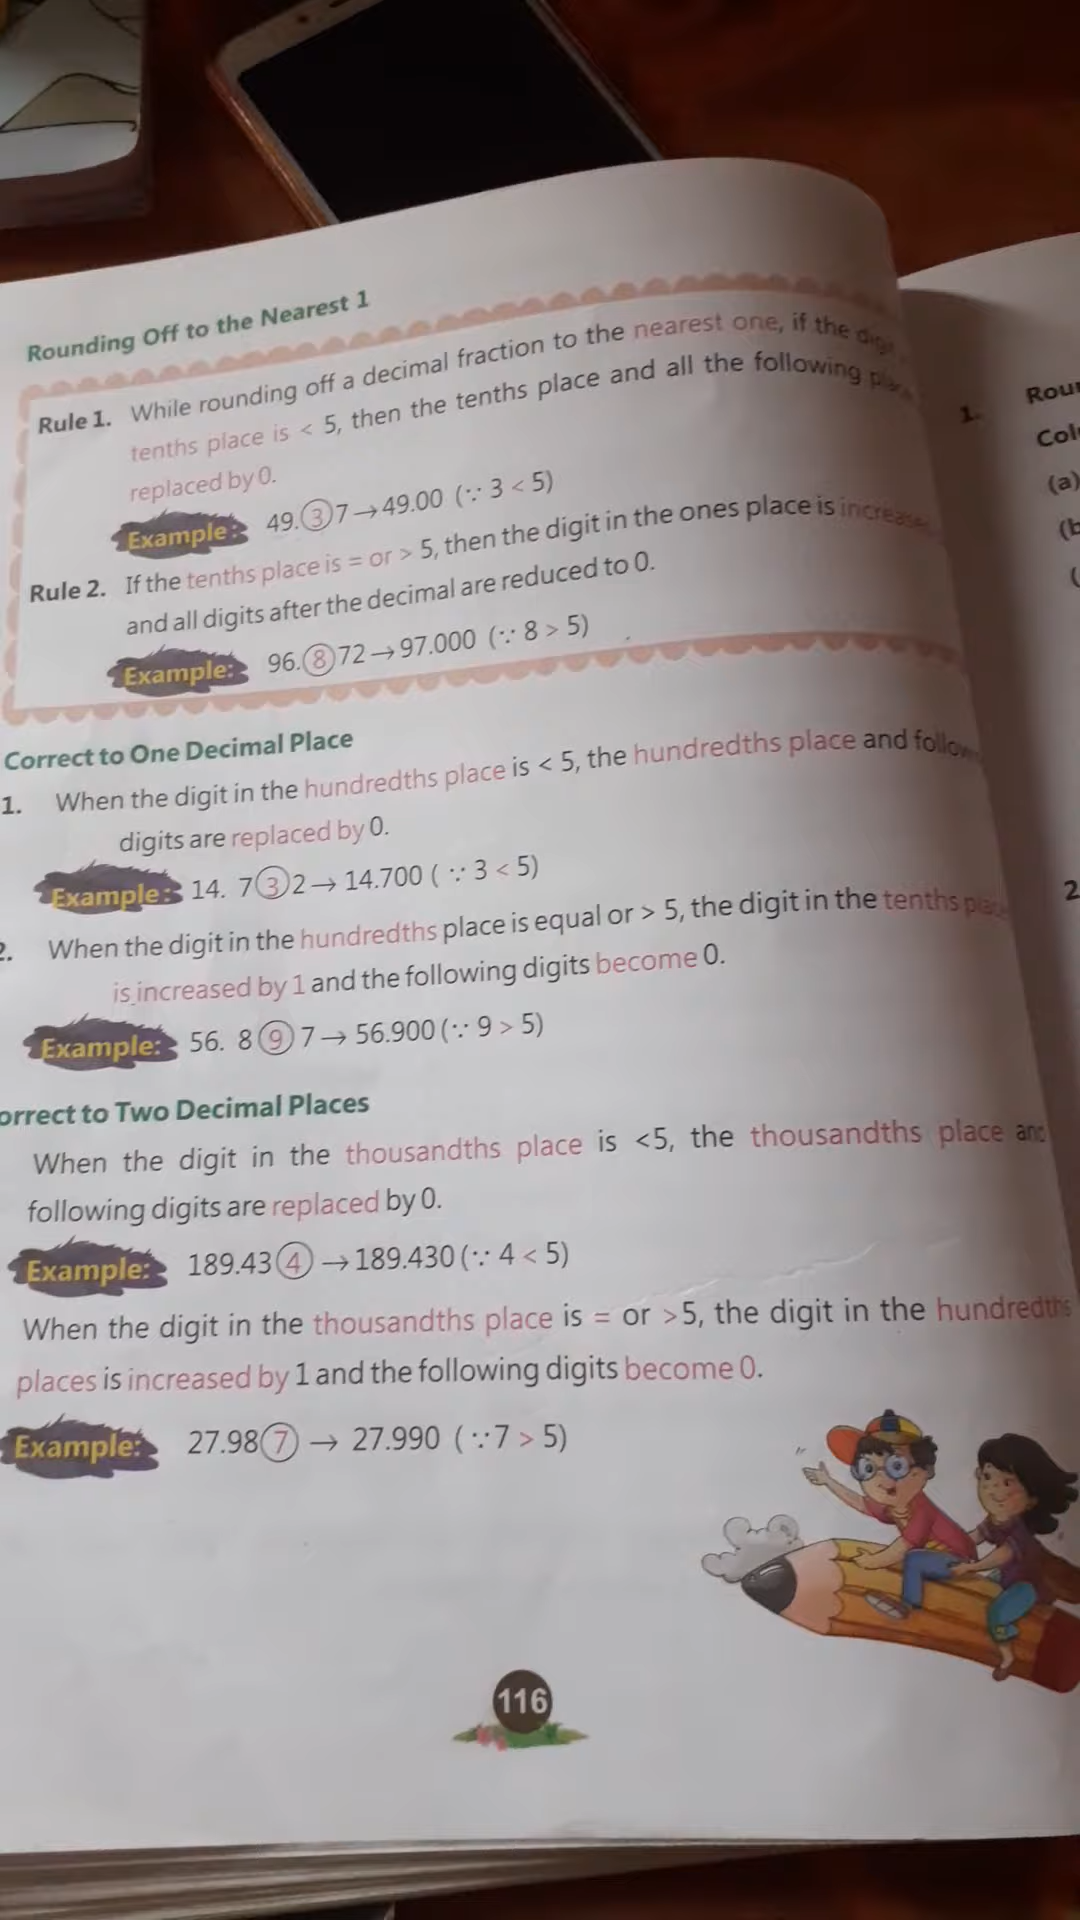 Rounding Off to the Nearest 1
Rule 1. While rounding off a decimal fraction to the nearest one, if the
tenths place is < 5, then the tenths place and all the following
replaced by 0.
Example: 49.37→49.00 (∵ 3 < 5)
Rule 2. If the tenths place is = or > 5, then the digit in the ones place is
and all digits after the decimal are reduced to 0.
Example: 96.872→97.000 (∵ 8 > 5)
Correct to One Decimal Place
1. When the digit in the hundredths place is < 5, the hundredths place and
digits are replaced by 0.
Example: 14. 732→ 14.700 ( ∵ 3 < 5)
When the digit in the hundredths place is equal or > 5, the digit in the tenths
is increased by 1 and the following digits become 0.
Example: 56. 897→ 56.900 (∵ 9 > 5)
orrect to Two Decimal Places
When the digit in the thousandths place is <5, the thousandths place and
following digits are replaced by 0.
Example: 189.434 →189.430 (∵ 4 < 5)
When the digit in the thousandths place is = or >5, the digit in the hundredths
places is increased by 1 and the following digits become 0.
Example: 27.987 → 27.990 (∵7 > 5)
116
1.
(a)
2